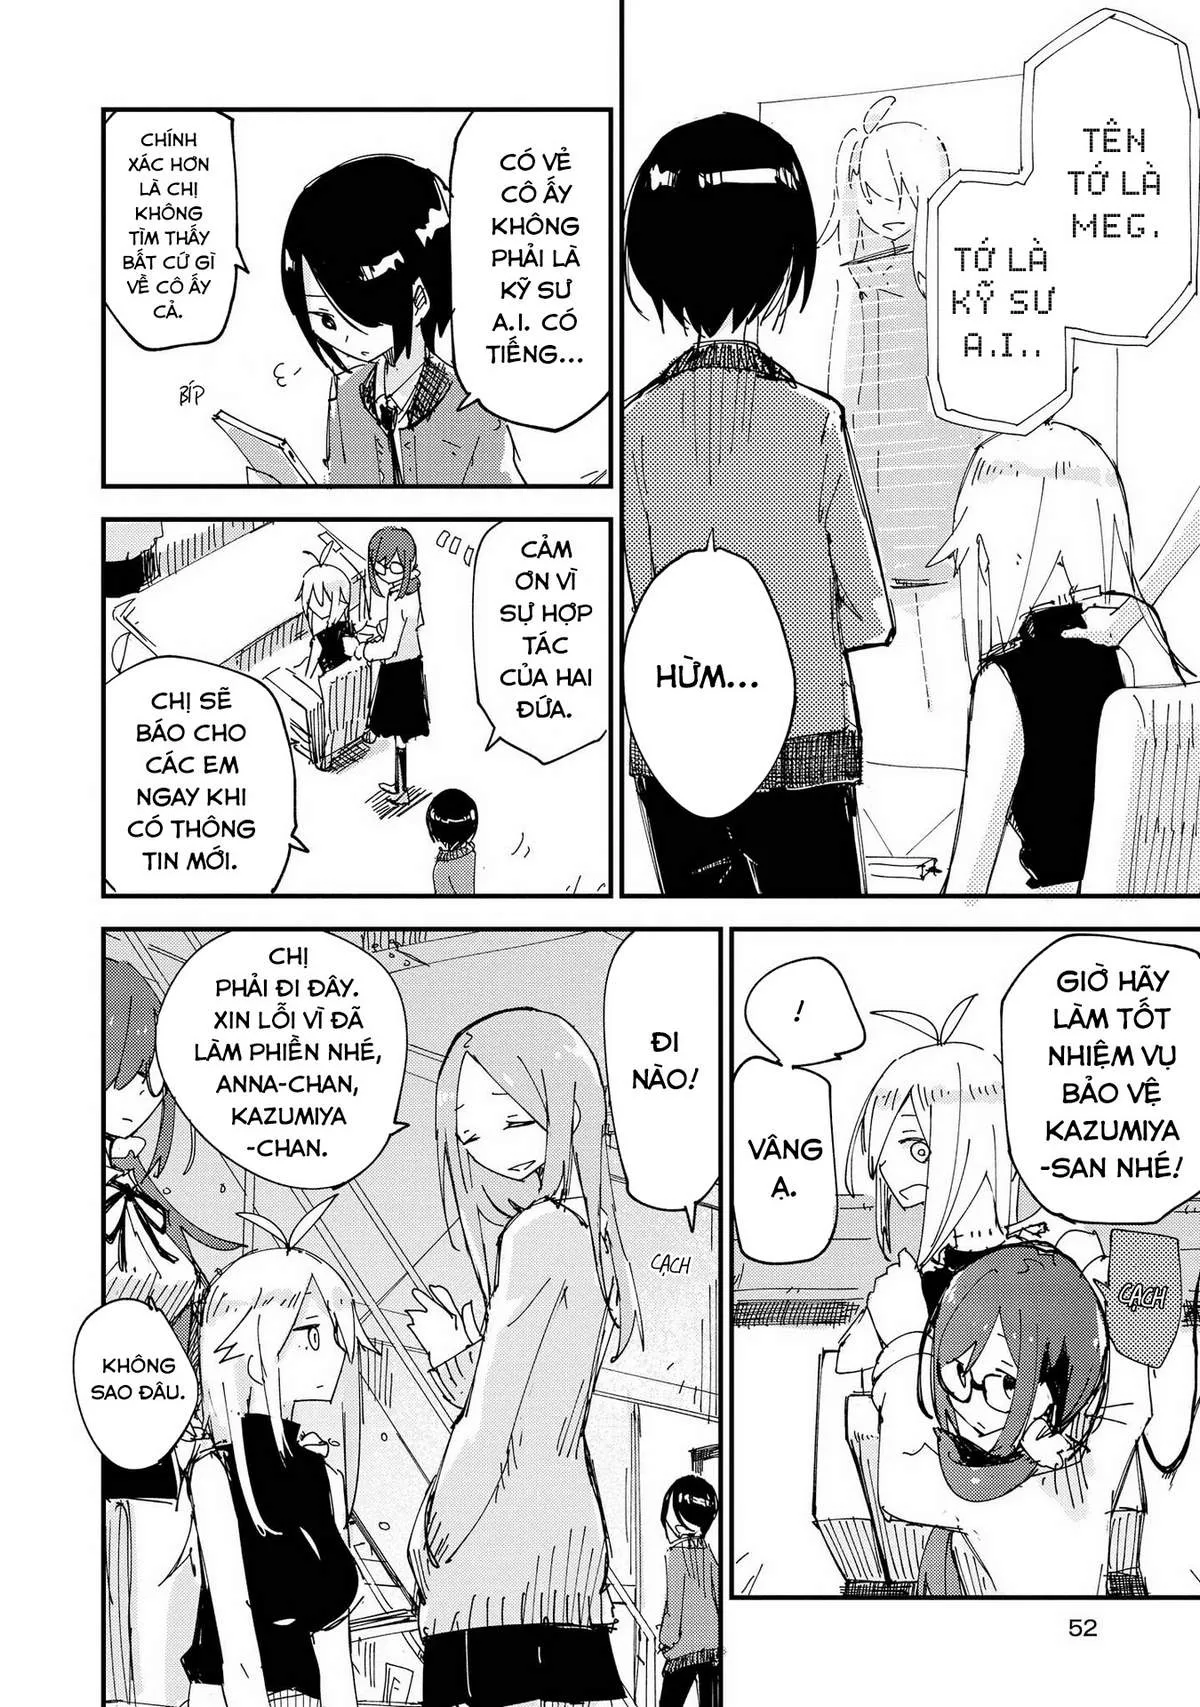 TÊN
TỚ LÀ
MEG.
TỚ LÀ
KỸ SƯ
A.I..
HỪM...
CÓ VẺ
CÔ ẤY
KHÔNG
PHẢI LÀ
KỸ SƯ
A.I. CÓ
TIẾNG...
CHÍNH
XÁC HƠN
LÀ CHỊ
KHÔNG
TÌM THẤY
BẤT CỨ GÌ
VỀ CÔ ẤY
CẢ.
BÍP
CẢM
ƠN VÌ
SỰ HỢP
TÁC
CỦA HAI
ĐỨA.
CHỊ SẼ
BÁO CHO
CÁC EM
NGAY KHI
CÓ THÔNG
TIN MỚI.
GIỜ HÃY
LÀM TỐT
NHIỆM VỤ
BẢO VỆ
KAZUMIYA
-SAN NHÉ!
!
VÂNG
Ạ.
CẠCH
ĐI
NÀO!
CẠCH
CHỊ
PHẢI ĐI ĐÂY.
XIN LỖI VÌ ĐÃ
LÀM PHIỀN NHÉ,
ANNA-CHAN,
KAZUMIYA
-CHAN.
KHÔNG
SAO ĐÂU.
52